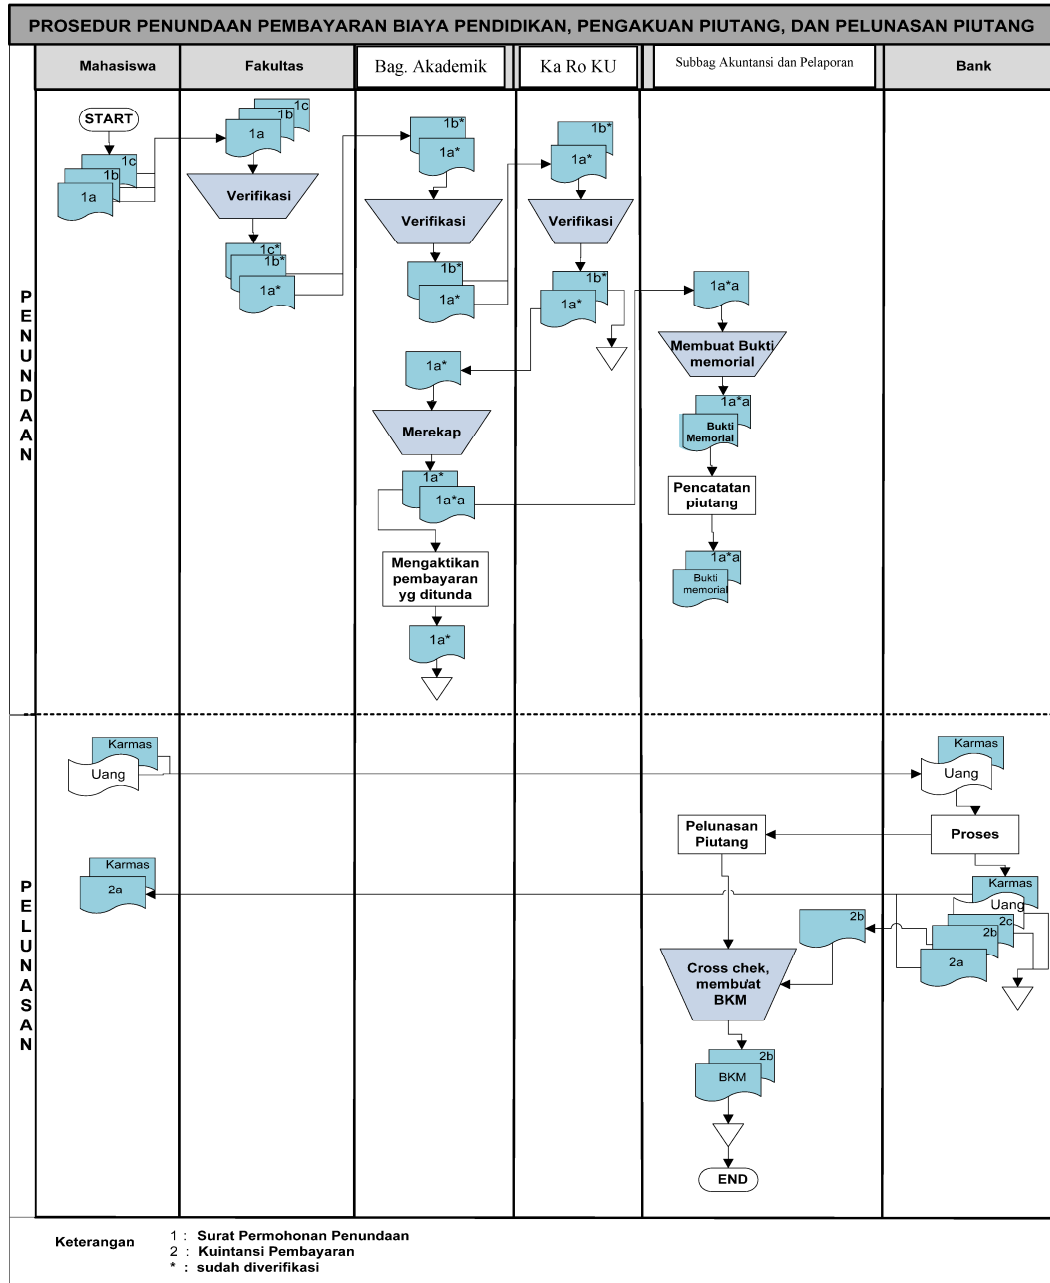 PROSEDUR PENUNDAAN PEMBAYARAN BIAYA PENDIDIKAN, PENGAKUAN PIUTANG, DAN PELUNASAN PIUTANG
Mahasiswa
Fakultas
Bag. Akademik
Ka Ro KU
Subbag Akuntansi dan Pelaporan
Bank
PENUNDAAN
START
1c
1b
1a
1c
1b
1a
Verifikasi
1c*
1b*
1a*
1b*
1a*
Verifikasi
1b*
1a*
1a*
Merekap
1a*
1a*a
Mengaktikan
pembayaran
yg ditunda
1a*
1b*
1a*
Verifikasi
1b*
1a*
1a*a
Membuat Bukti
memorial
1a*a
Bukti
Memorial
Pencatatan
piutang
1a*a
Bukti
memorial
PELUNASAN
Karmas
Uang
Karmas
2a
Karmas
Uang
Proses
Karmas
Uang
2c
2b
2a
Pelunasan
Piutang
2b
Cross chek,
membuat
BKM
2b
BKM
END
Keterangan
1 : Surat Permohonan Penundaan
2 : Kuintansi Pembayaran
* : sudah diverifikasi